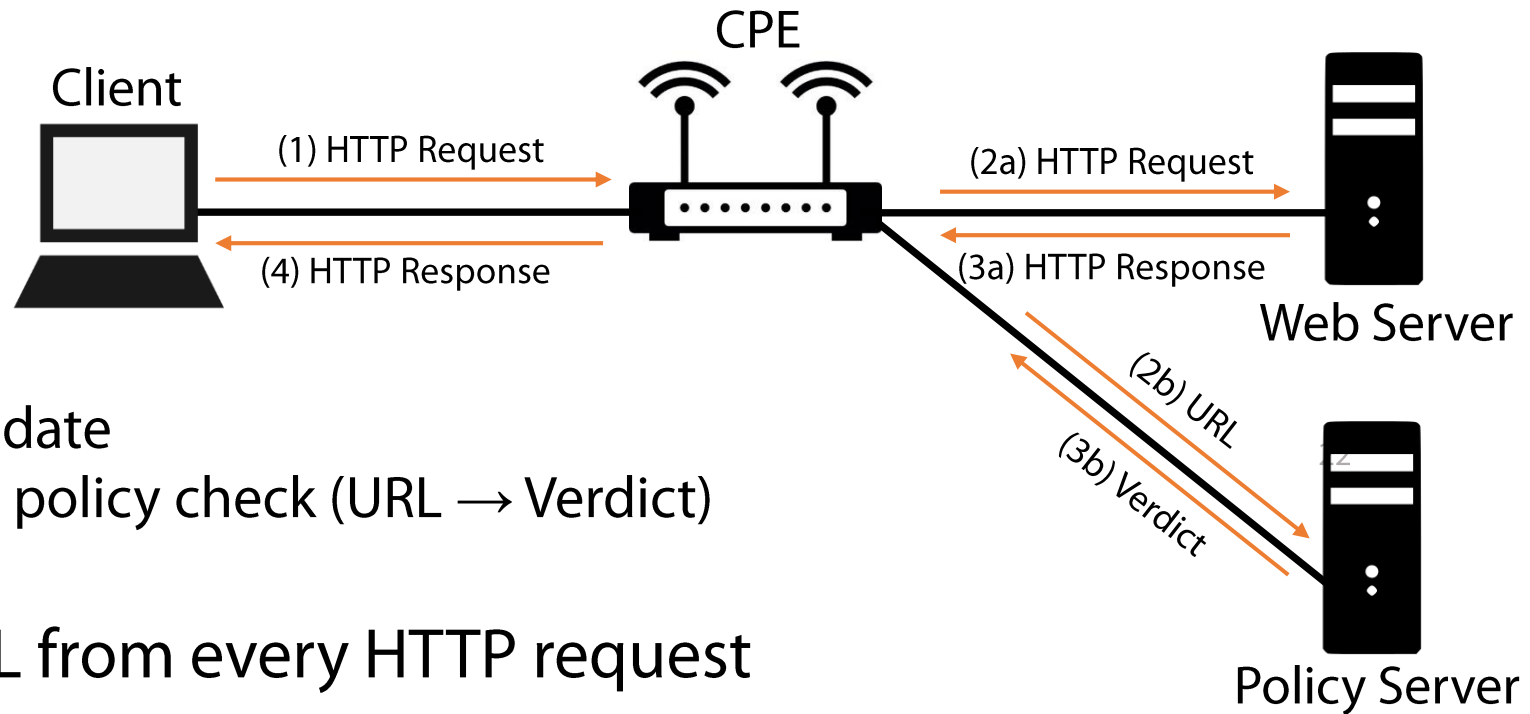 CPE
Client
(1) HTTP Request
(2a) HTTP Request
(4) HTTP Response
(3a) HTTP Response
Web Server
(2b) URL
(3b) Verdict
date
policy check (URL → Verdict)
L from every HTTP request
22
Policy Server